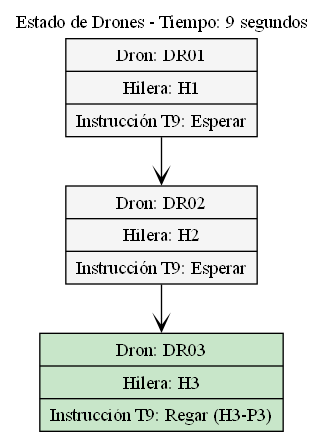 Estado de Drones - Tiempo: 9 segundos
Dron: DR01
Hilera: H1
Instrucción T9: Esperar
Dron: DR02
Hilera: H2
Instrucción T9: Esperar
Dron: DR03
Hilera: H3
Instrucción T9: Regar (H3-P3)